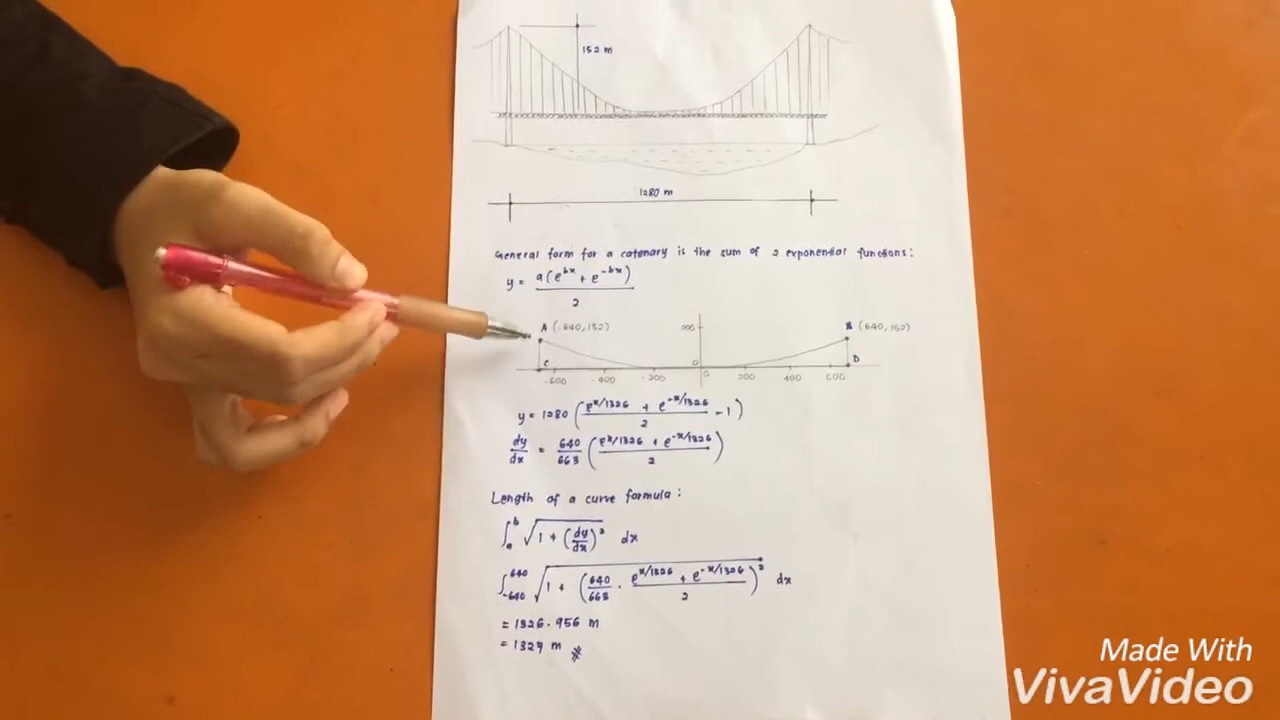 152 m
1280 m
General form for a catenary is the sum of 2 exponential functions:
y = a(e^bx + e^-bx) / 2
A (-640, 152)
B (640, 152)
C
0
D
-600 -400 -200 0 200 400 600
y = 1280 ( (e^x/1326 + e^-x/1326) / 2 - 1 )
dy/dx = 640/663 ( (e^x/1326 + e^-x/1326) / 2 )
Length of a curve formula:
∫_a^b √(1 + (dy/dx)²) dx
∫_-640^640 √(1 + (640/663 · (e^x/1326 + e^-x/1326) / 2)²) dx
= 1326.956 m
= 1327 m
Made With
VivaVideo